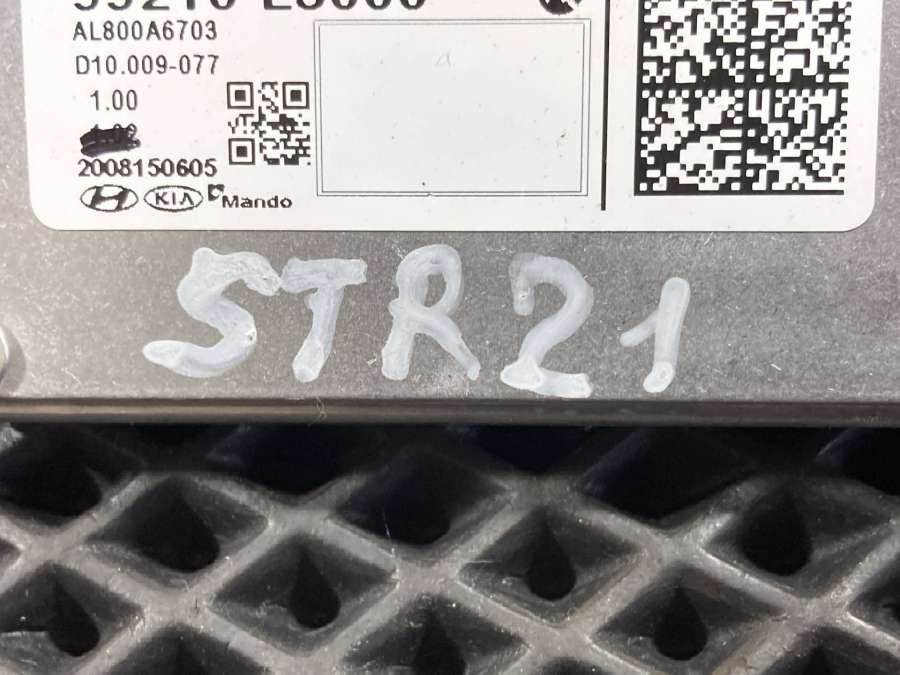 AL800A6703
D10.009-077
1.00
2008150605
KIA Mando
STR21